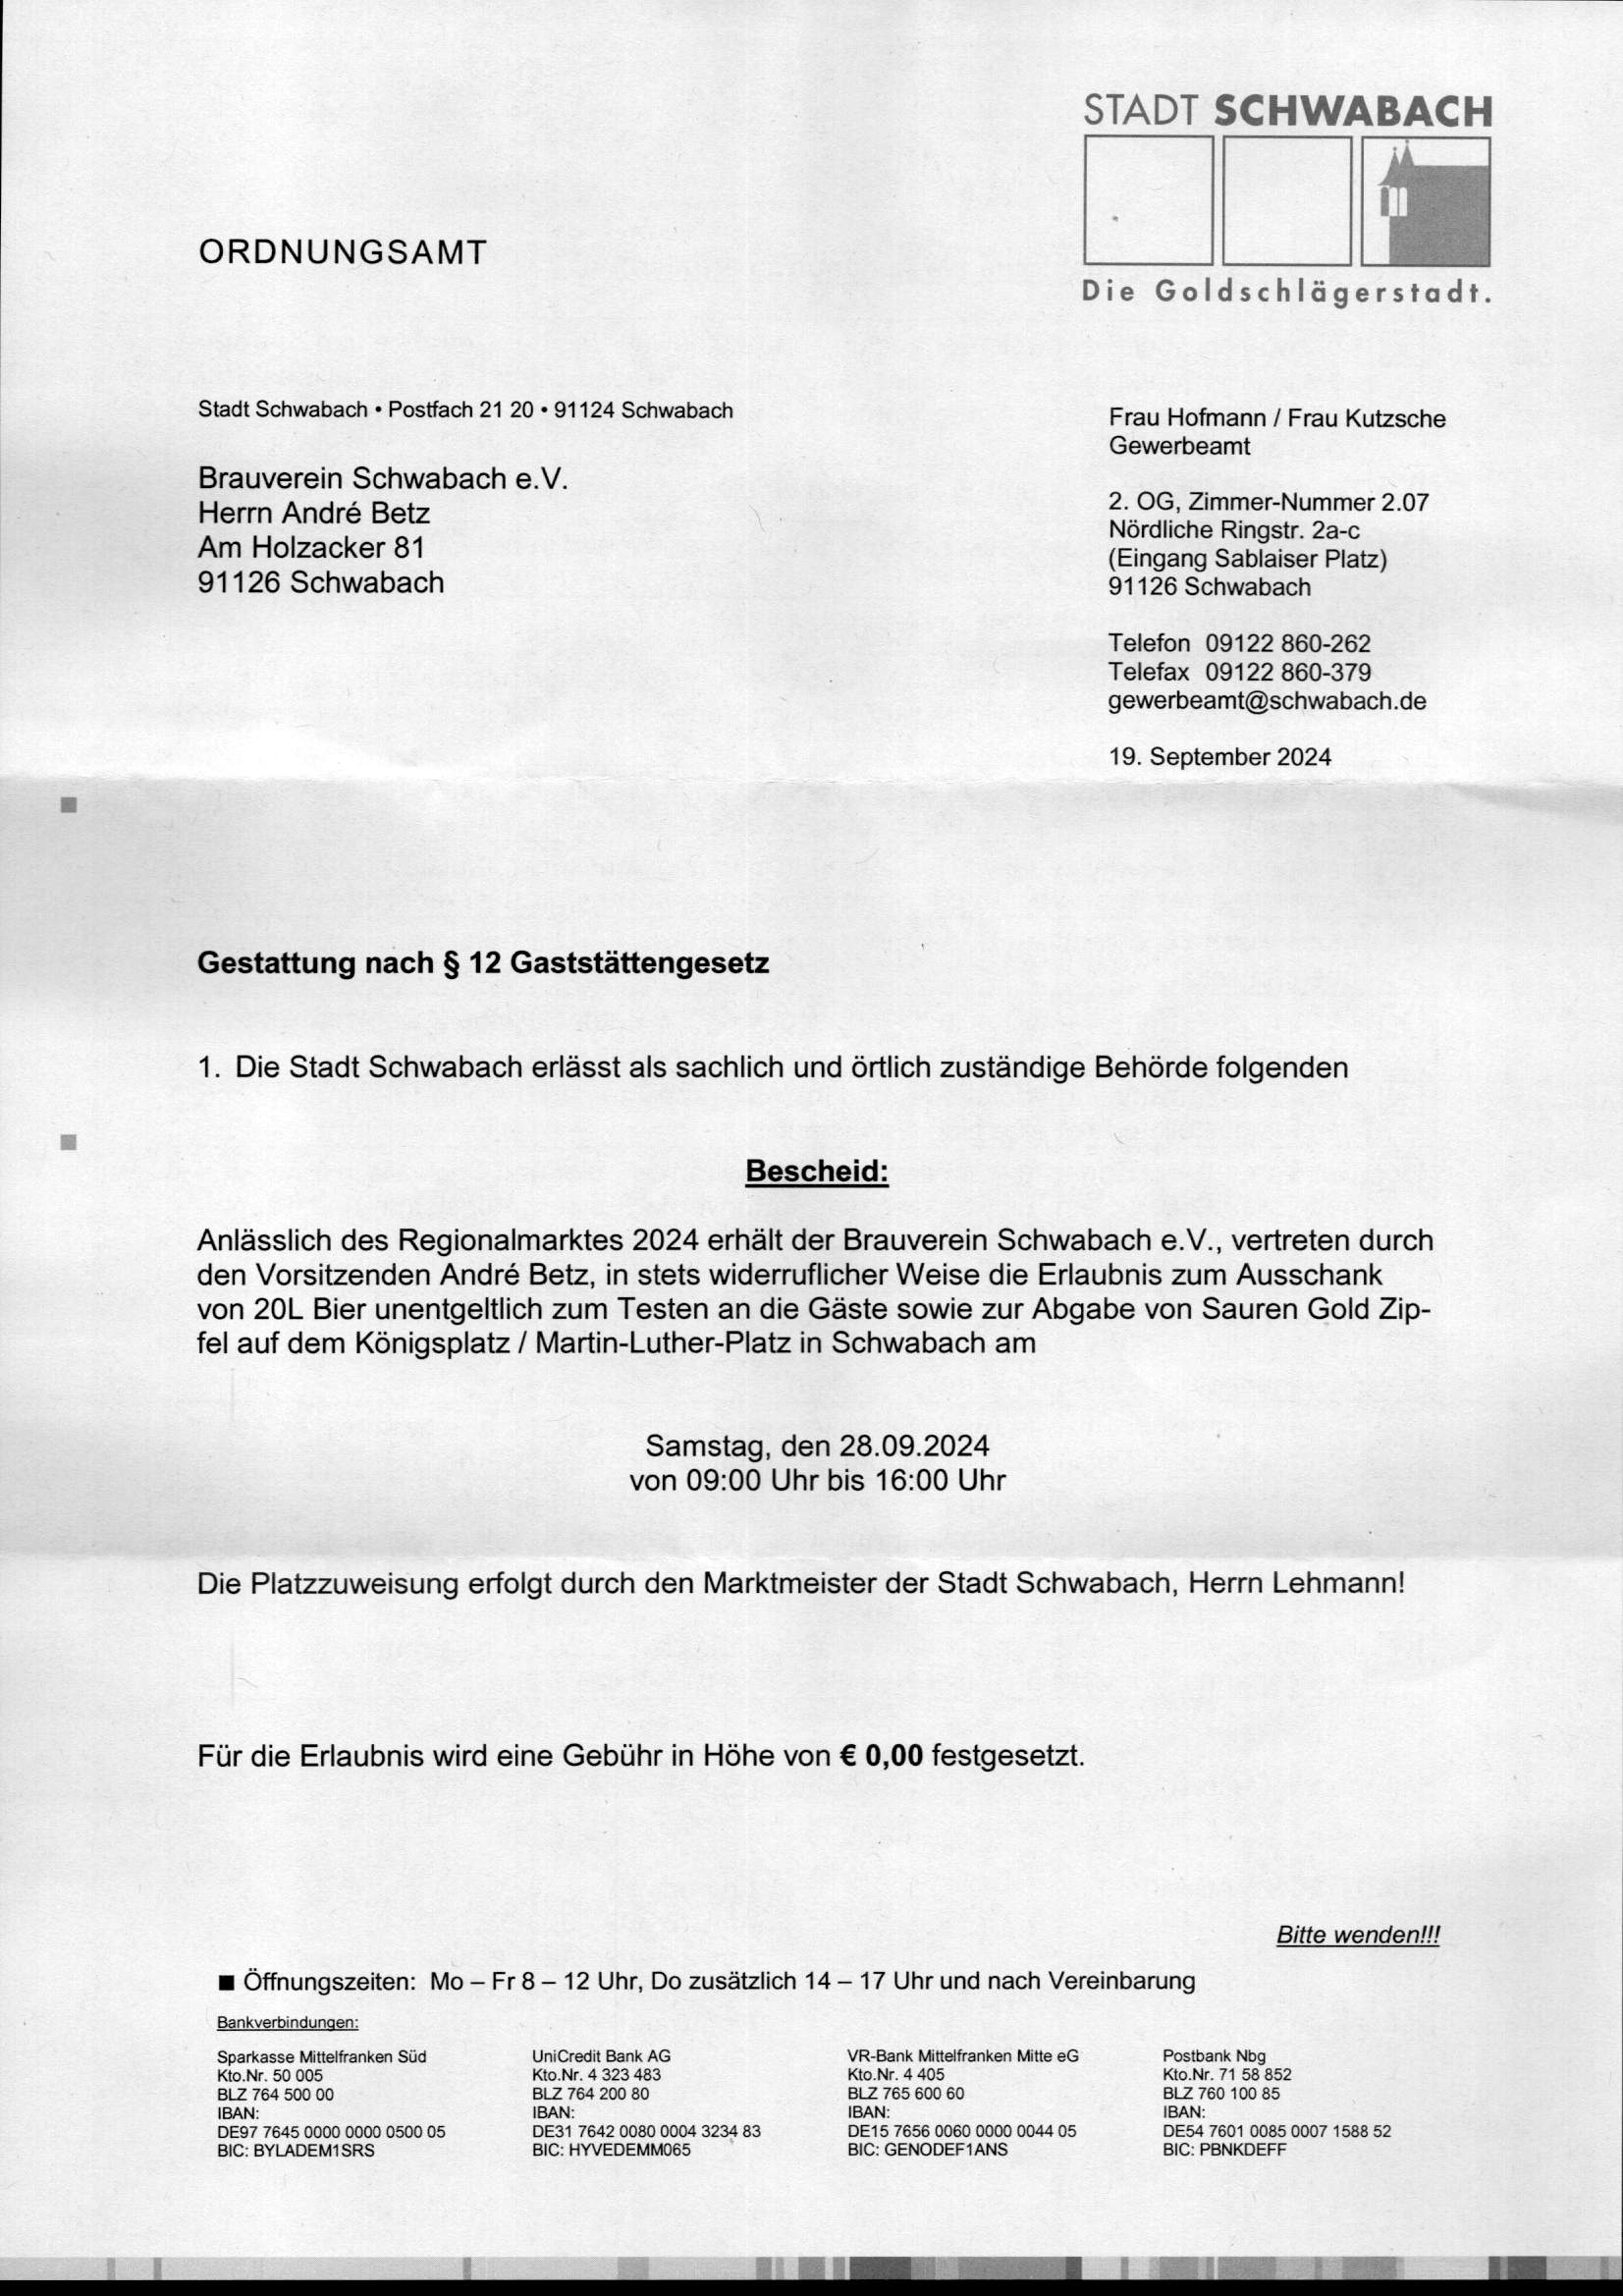 STADT SCHWABACH
Die Goldschlägerstadt.
ORDNUNGSAMT
Stadt Schwabach • Postfach 21 20 • 91124 Schwabach
Brauverein Schwabach e.V.
Herrn André Betz
Am Holzacker 81
91126 Schwabach
Frau Hofmann / Frau Kutzsche
Gewerbeamt
2. OG, Zimmer-Nummer 2.07
Nördliche Ringstr. 2a-c
(Eingang Sablaiser Platz)
91126 Schwabach
Telefon 09122 860-262
Telefax 09122 860-379
gewerbeamt@schwabach.de
19. September 2024
Gestattung nach § 12 Gaststättengesetz
1. Die Stadt Schwabach erlässt als sachlich und örtlich zuständige Behörde folgenden
Bescheid:
Anlässlich des Regionalmarktes 2024 erhält der Brauverein Schwabach e.V., vertreten durch
den Vorsitzenden André Betz, in stets widerruflicher Weise die Erlaubnis zum Ausschank
von 20L Bier unentgeltlich zum Testen an die Gäste sowie zur Abgabe von Sauren Gold Zip-
fel auf dem Königsplatz / Martin-Luther-Platz in Schwabach am
Samstag, den 28.09.2024
von 09:00 Uhr bis 16:00 Uhr
Die Platzzuweisung erfolgt durch den Marktmeister der Stadt Schwabach, Herrn Lehmann!
Für die Erlaubnis wird eine Gebühr in Höhe von € 0,00 festgesetzt.
Bitte wenden!!!
■ Öffnungszeiten: Mo – Fr 8 – 12 Uhr, Do zusätzlich 14 – 17 Uhr und nach Vereinbarung
Bankverbindungen:
Sparkasse Mittelfranken Süd
Kto.Nr. 50 005
BLZ 764 500 00
IBAN:
DE97 7645 0000 0000 0500 05
BIC: BYLADEM1SRS
UniCredit Bank AG
Kto.Nr. 4 323 483
BLZ 764 200 80
IBAN:
DE31 7642 0080 0004 3234 83
BIC: HYVEDEMM065
VR-Bank Mittelfranken Mitte eG
Kto.Nr. 4 405
BLZ 765 600 60
IBAN:
DE15 7656 0060 0000 0044 05
BIC: GENODEF1ANS
Postbank Nbg
Kto.Nr. 71 58 852
BLZ 760 100 85
IBAN:
DE54 7601 0085 0007 1588 52
BIC: PBNKDEFF